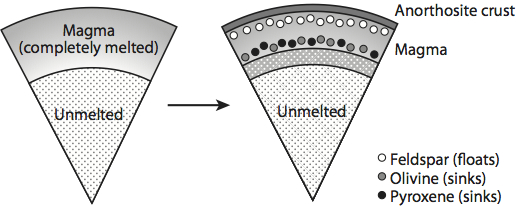 Magma
(completely melted)
Unmelted
Anorthosite crust
Magma
Unmelted
Feldspar (floats)
Olivine (sinks)
Pyroxene (sinks)